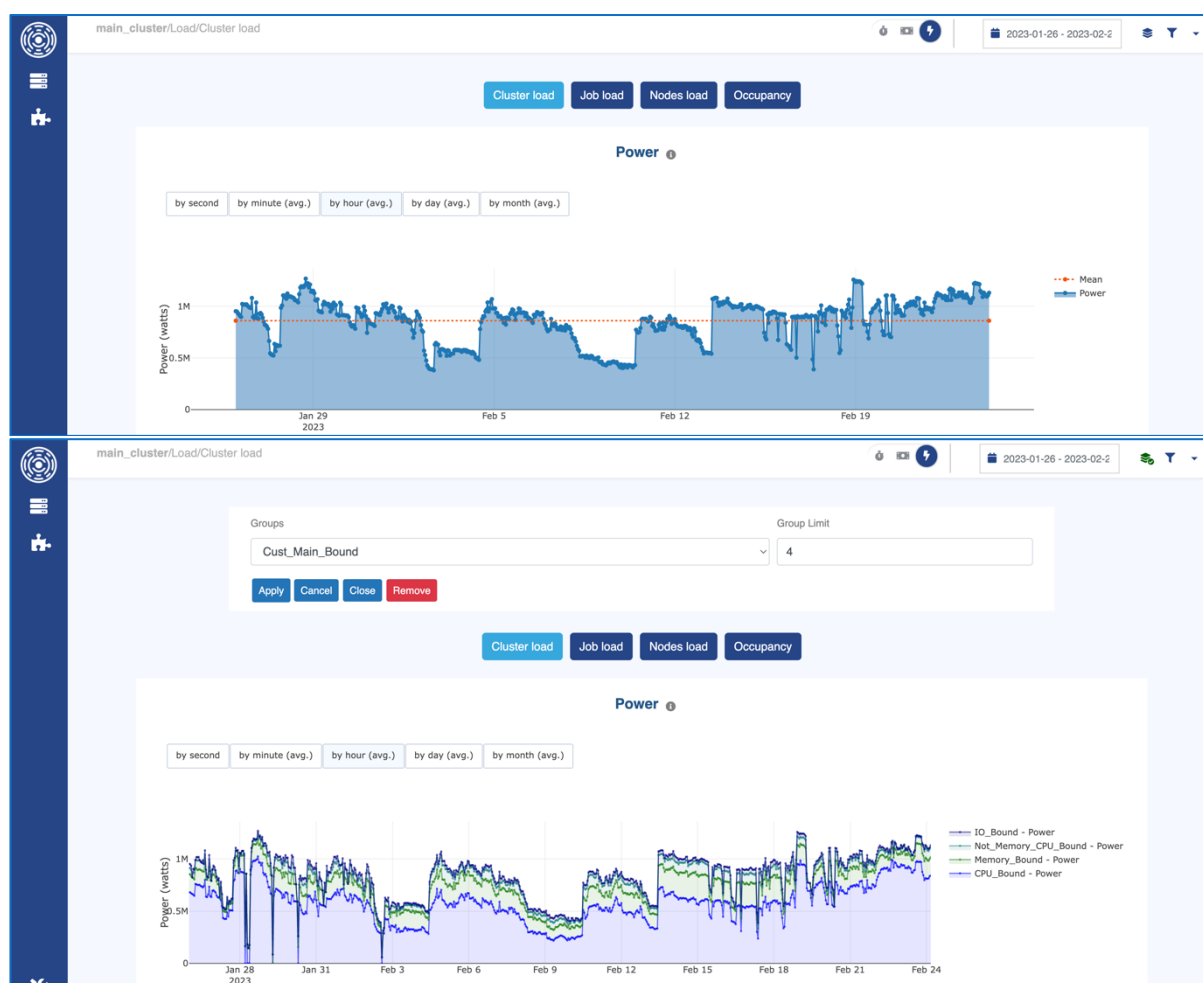 main_cluster/Load/Cluster load
2023-01-26 - 2023-02-2
Cluster load Job load Nodes load Occupancy
Power
by second by minute (avg.) by hour (avg.) by day (avg.) by month (avg.)
Mean
Power
Power (watts)
1M
0.5M
0
Jan 29 Feb 5 Feb 12 Feb 19
2023
main_cluster/Load/Cluster load
2023-01-26 - 2023-02-2
Groups Group Limit
Cust_Main_Bound 4
Apply Cancel Close Remove
Cluster load Job load Nodes load Occupancy
Power
by second by minute (avg.) by hour (avg.) by day (avg.) by month (avg.)
IO_Bound - Power
Not_Memory_CPU_Bound - Power
Memory_Bound - Power
CPU_Bound - Power
Power (watts)
1M
0.5M
0
Jan 28 Jan 31 Feb 3 Feb 6 Feb 9 Feb 12 Feb 15 Feb 18 Feb 21 Feb 24
2023